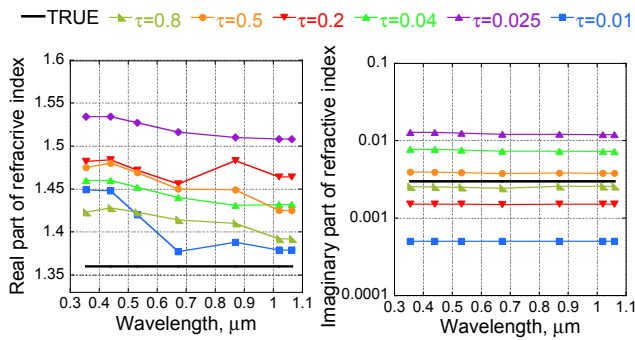 TRUE τ=0.8 τ=0.5 τ=0.2 τ=0.04 τ=0.025 τ=0.01
Real part of refracrive index
1.6
1.55
1.5
1.45
1.4
1.35
0.3 0.4 0.5 0.6 0.7 0.8 0.9 1 1.1
Wavelength, μm
Imaginary part of refractive index
0.1
0.01
0.001
0.0001
0.3 0.4 0.5 0.6 0.7 0.8 0.9 1 1.1
Wavelength, μm